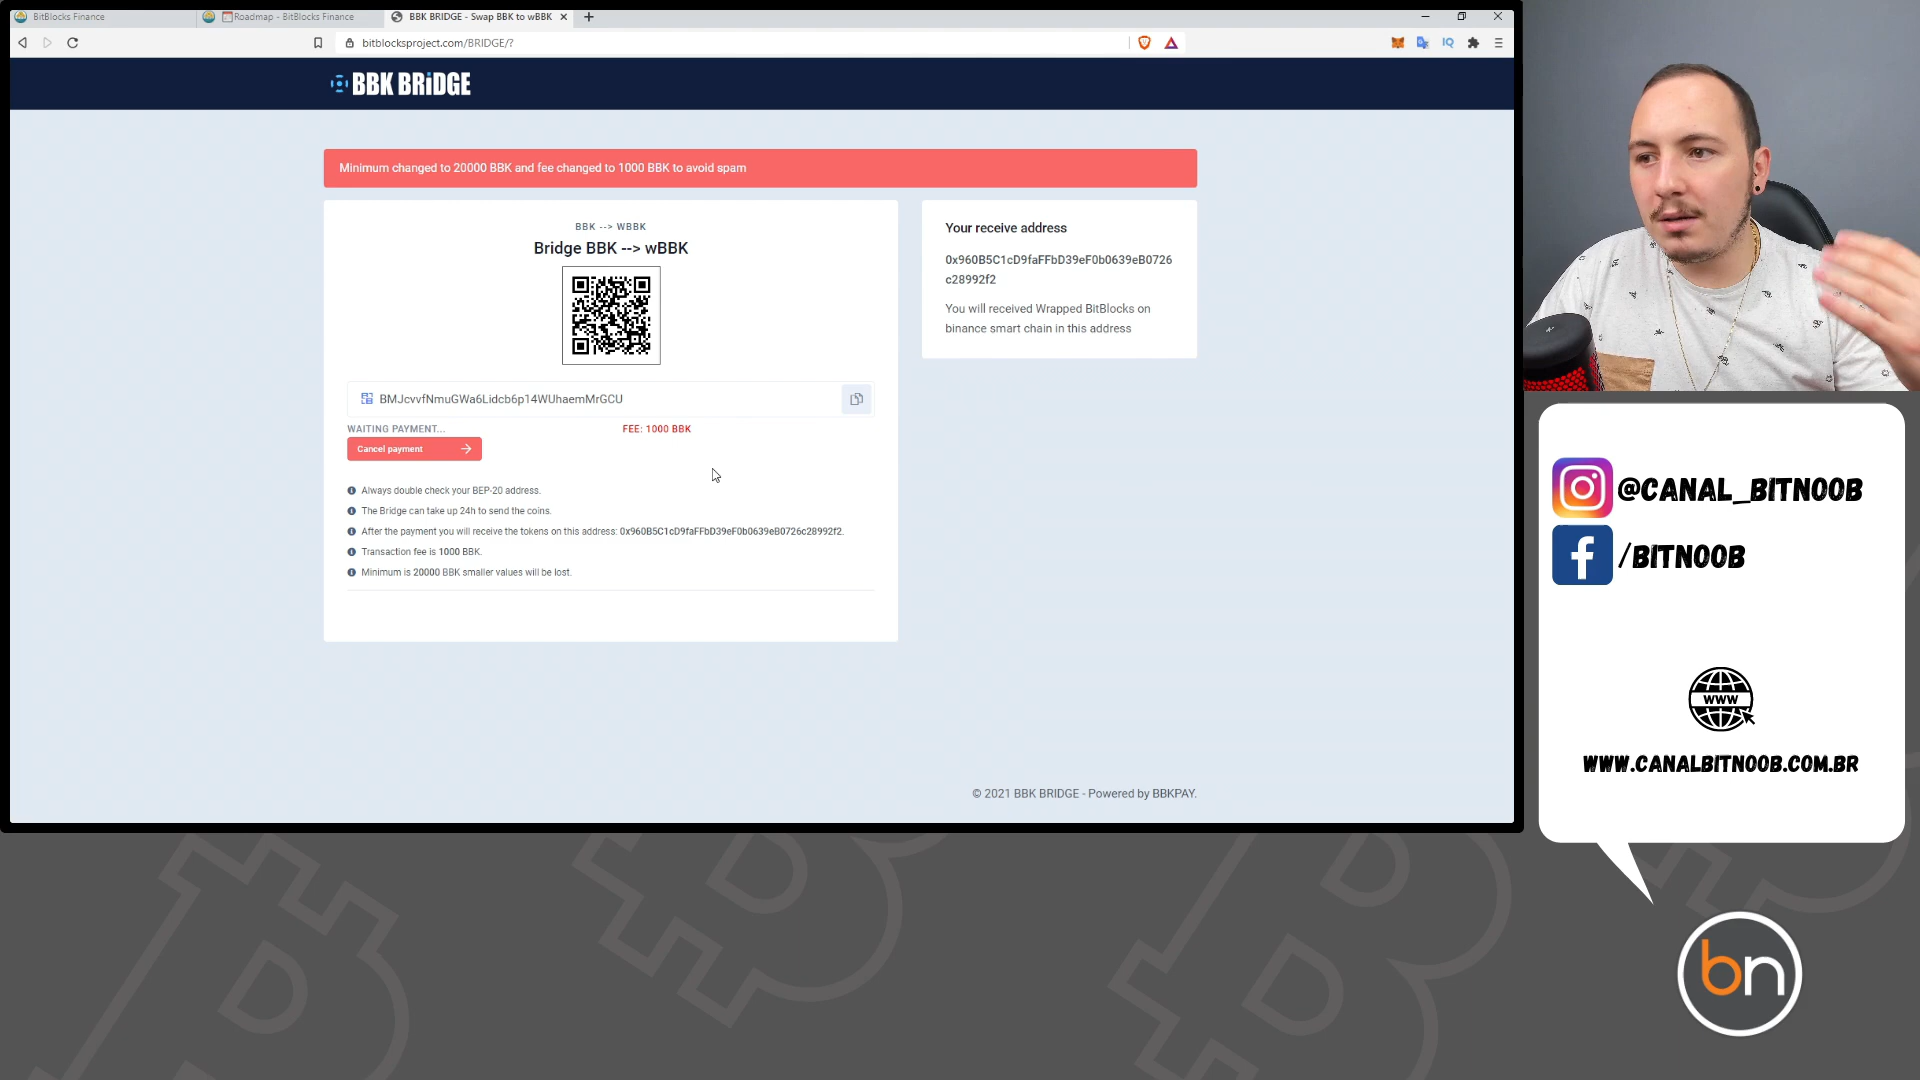 BitBlocks Finance
Roadmap - BitBlocks Finance
BBK BRIDGE - Swap BBK to wBBK
bitblocksproject.com/BRIDGE/?
IQ
BBK BRiDGE
Minimum changed to 20000 BBK and fee changed to 1000 BBK to avoid spam
BBK --> WBBK
Bridge BBK --> wBBK
BMJcvvfNmuGWa6Lidcb6p14WUhaemMrGCU
WAITING PAYMENT...
FEE: 1000 BBK
Cancel payment
Always double check your BEP-20 address.
The Bridge can take up 24h to send the coins.
After the payment you will receive the tokens on this address: 0x960B5C1cD9faFFbD39eF0b0639eB0726c28992f2.
Transaction fee is 1000 BBK.
Minimum is 20000 BBK smaller values will be lost.
Your receive address
0x960B5C1cD9faFFbD39eF0b0639eB0726
c28992f2
You will received Wrapped BitBlocks on
binance smart chain in this address
© 2021 BBK BRIDGE - Powered by BBKPAY.
@CANAL_BITNOOB
/BITNOOB
WWW
WWW.CANALBITNOOB.COM.BR
bn